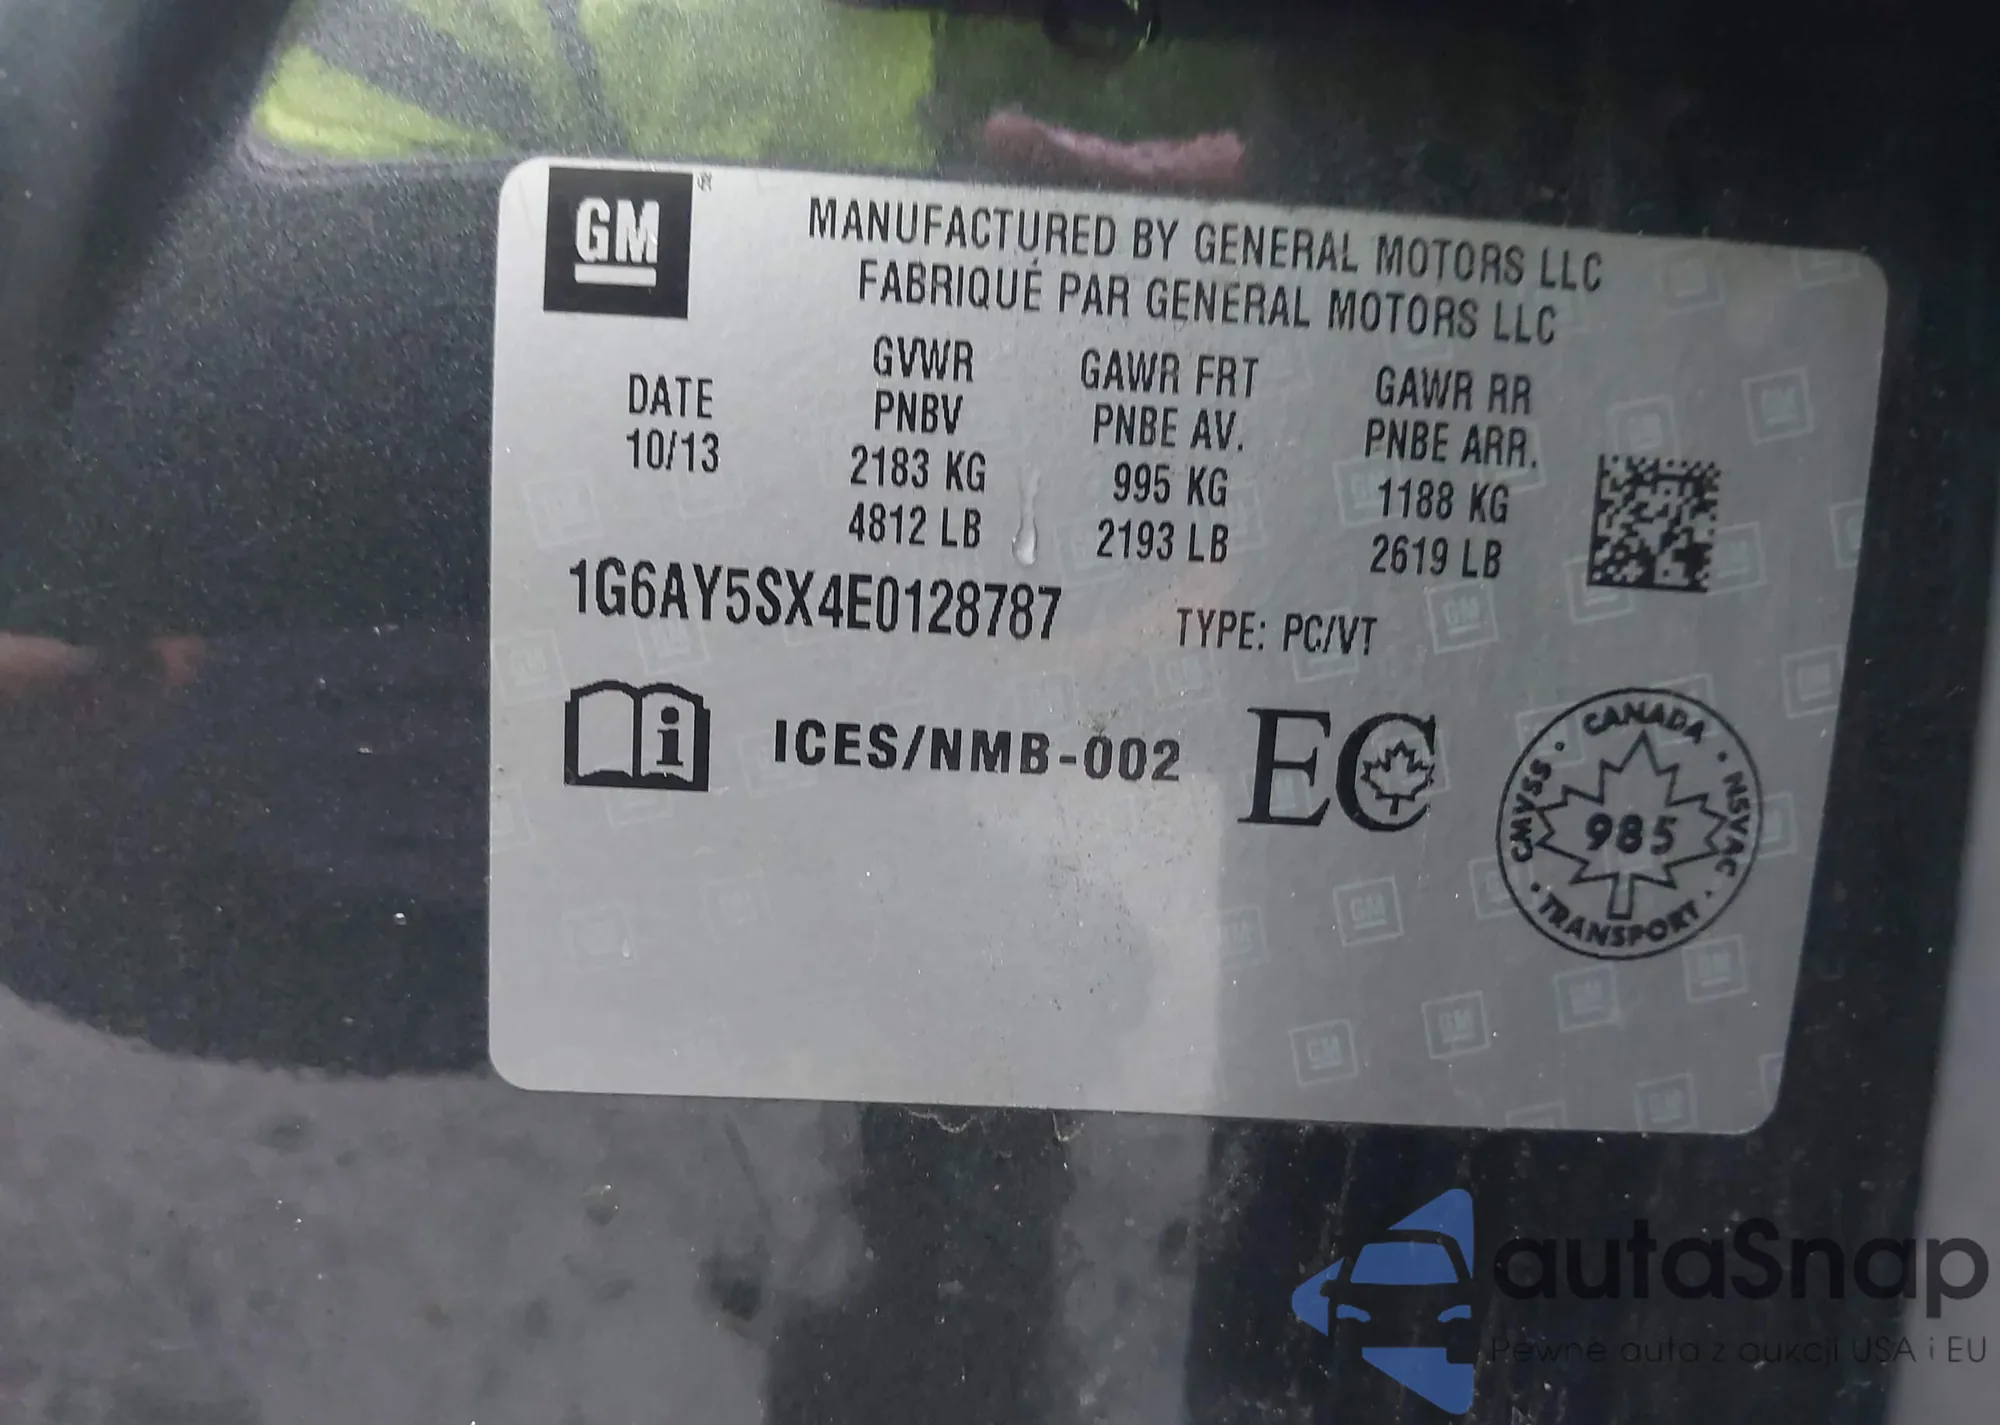 GM ®
MANUFACTURED BY GENERAL MOTORS LLC
FABRIQUÉ PAR GENERAL MOTORS LLC
DATE
10/13
GVWR
PNBV
2183 KG
4812 LB
GAWR FRT
PNBE AV.
995 KG
2193 LB
GAWR RR
PNBE ARR.
1188 KG
2619 LB
1G6AY5SX4E0128787
TYPE: PC/VT
i ICES/NMB-002
EC
CANADA · NSVAC · TRANSPORT · CMVSS ·
985
autaSnap
Pewne auta z aukcji USA i EU